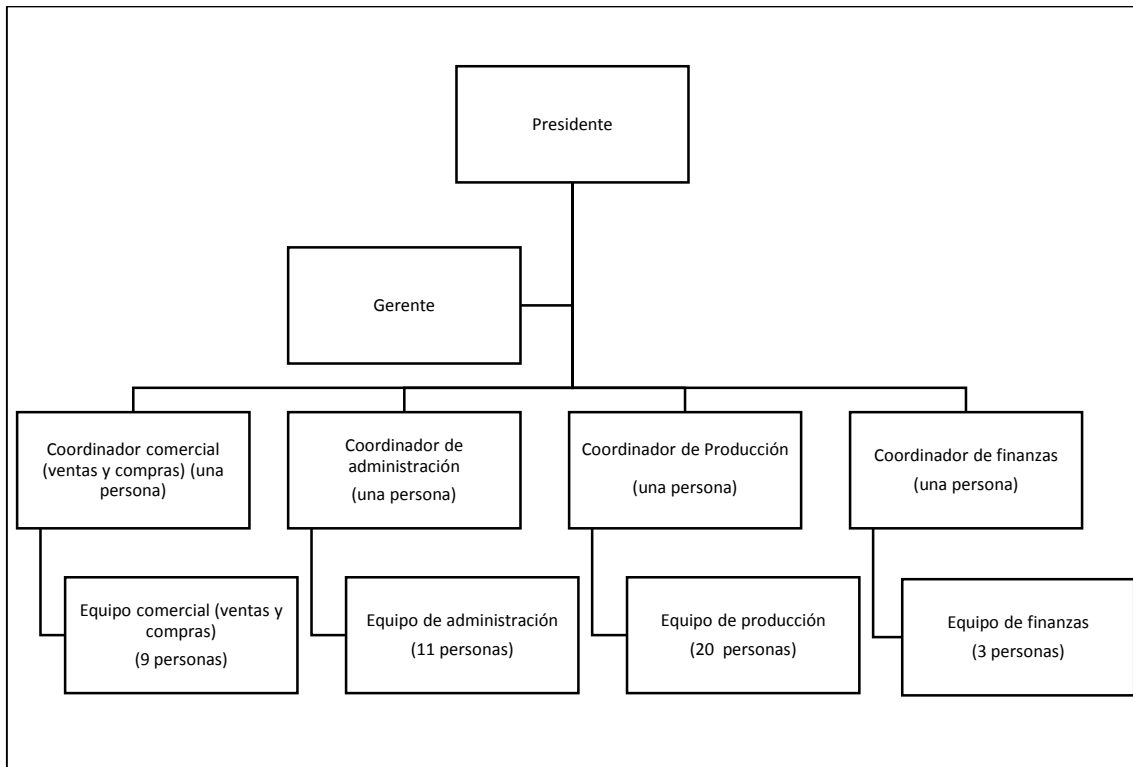 Presidente
Gerente
Coordinador comercial
(ventas y compras) (una
persona)
Coordinador de
administración
(una persona)
Coordinador de Producción
(una persona)
Coordinador de finanzas
(una persona)
Equipo comercial (ventas y
compras)
(9 personas)
Equipo de administración
(11 personas)
Equipo de producción
(20  personas)
Equipo de finanzas
(3 personas)